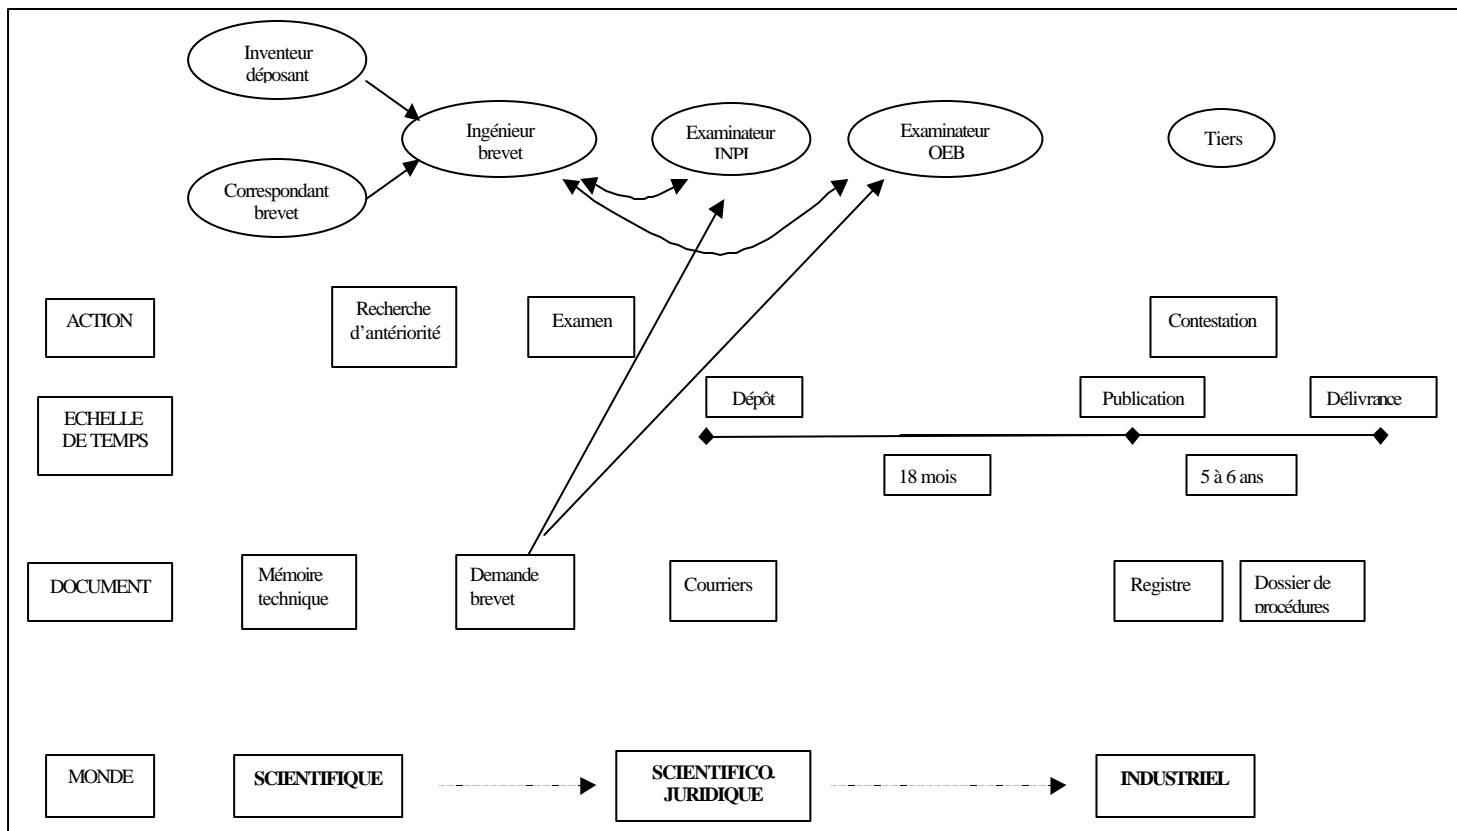 Inventeur
déposant
Ingénieur
brevet
Examinateur
INPI
Examinateur
OEB
Tiers
Correspondant
brevet
ACTION
Recherche
d'antériorité
Examen
Contestation
ECHELLE
DE TEMPS
Dépôt
Publication
Délivrance
18 mois
5 à 6 ans
DOCUMENT
Mémoire
technique
Demande
brevet
Courriers
Registre
Dossier de
procédures
MONDE
SCIENTIFIQUE
SCIENTIFICO-
JURIDIQUE
INDUSTRIEL